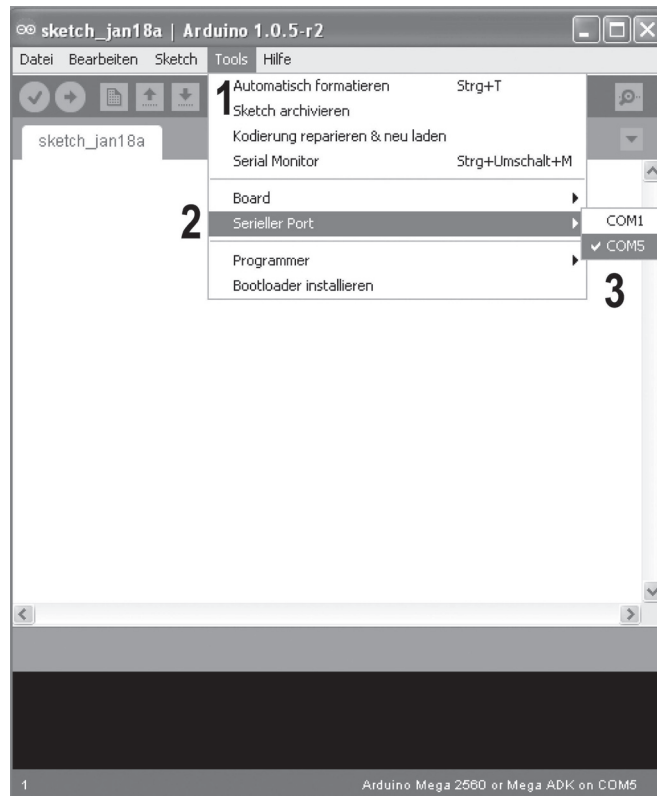 sketch_jan18a | Arduino 1.0.5-r2
Datei Bearbeiten Sketch Tools Hilfe
1
Automatisch formatieren Strg+T
Sketch archivieren
sketch_jan18a
Kodierung reparieren & neu laden
Serial Monitor Strg+Umschalt+M
Board
2
Serieller Port
COM1
COM5
Programmer
3
Bootloader installieren
1
Arduino Mega 2560 or Mega ADK on COM5